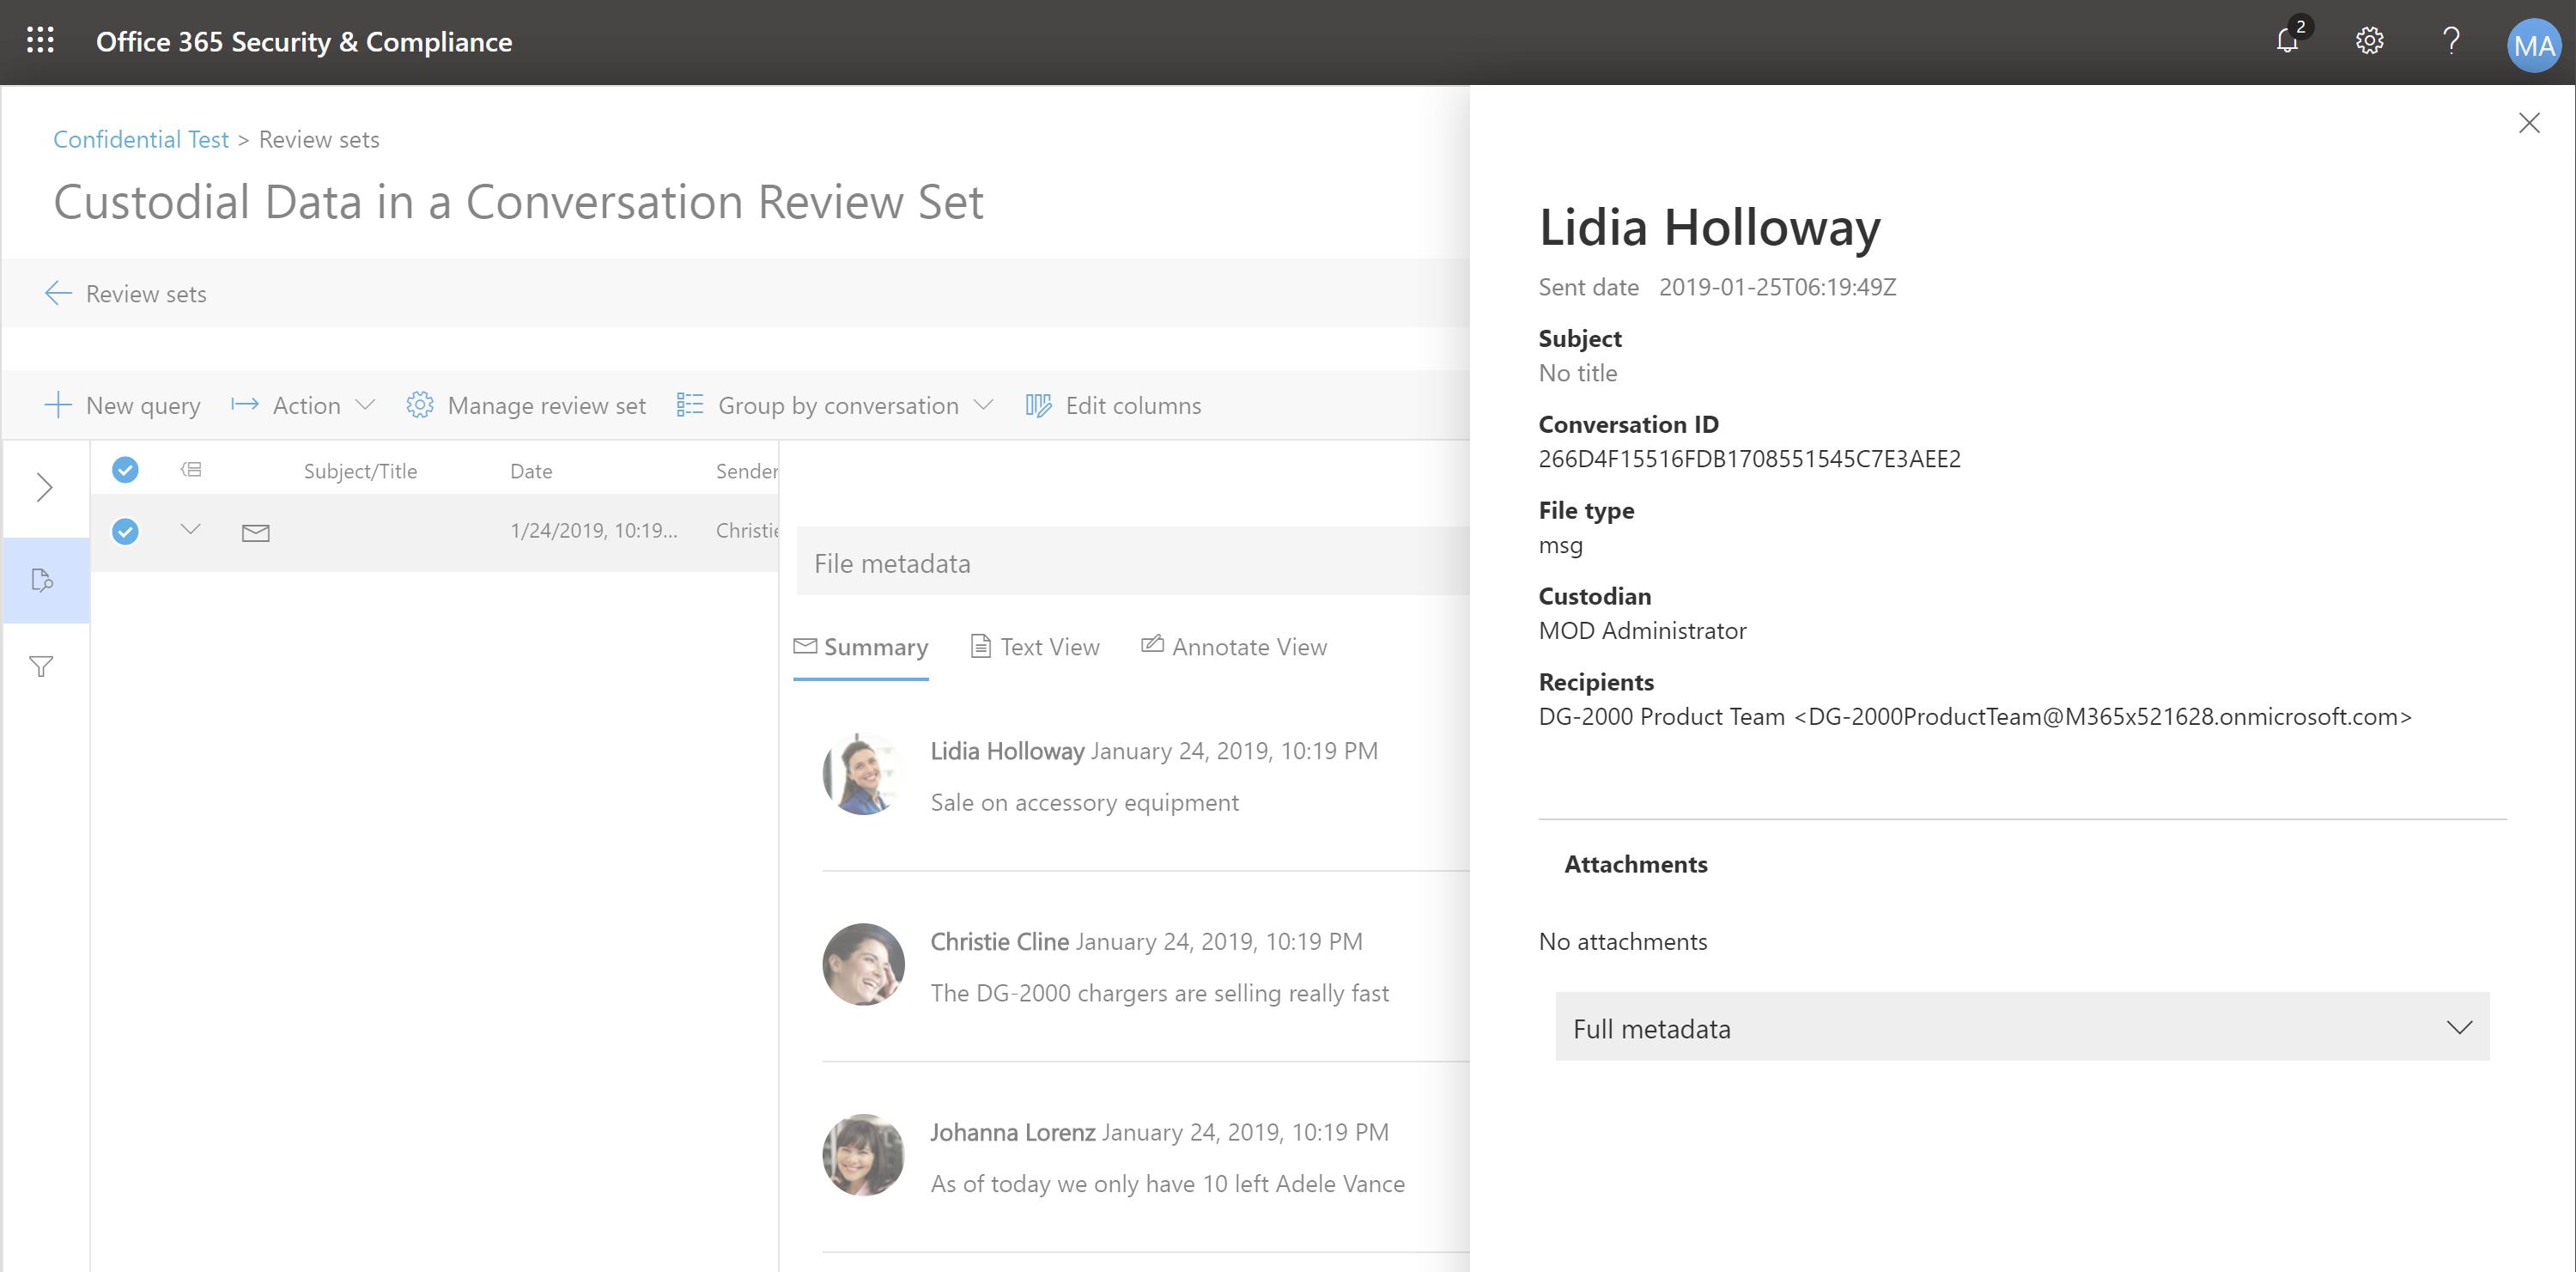 Office 365 Security & Compliance
2
MA
Confidential Test > Review sets
Custodial Data in a Conversation Review Set
Review sets
New query
Action
Manage review set
Group by conversation
Edit columns
Subject/Title
Date
Sender
1/24/2019, 10:19...
Christie
File metadata
Summary
Text View
Annotate View
Lidia Holloway January 24, 2019, 10:19 PM
Sale on accessory equipment
Christie Cline January 24, 2019, 10:19 PM
The DG-2000 chargers are selling really fast
Johanna Lorenz January 24, 2019, 10:19 PM
As of today we only have 10 left Adele Vance
Lidia Holloway
Sent date 2019-01-25T06:19:49Z
Subject
No title
Conversation ID
266D4F15516FDB1708551545C7E3AEE2
File type
msg
Custodian
MOD Administrator
Recipients
DG-2000 Product Team <DG-2000ProductTeam@M365x521628.onmicrosoft.com>
Attachments
No attachments
Full metadata